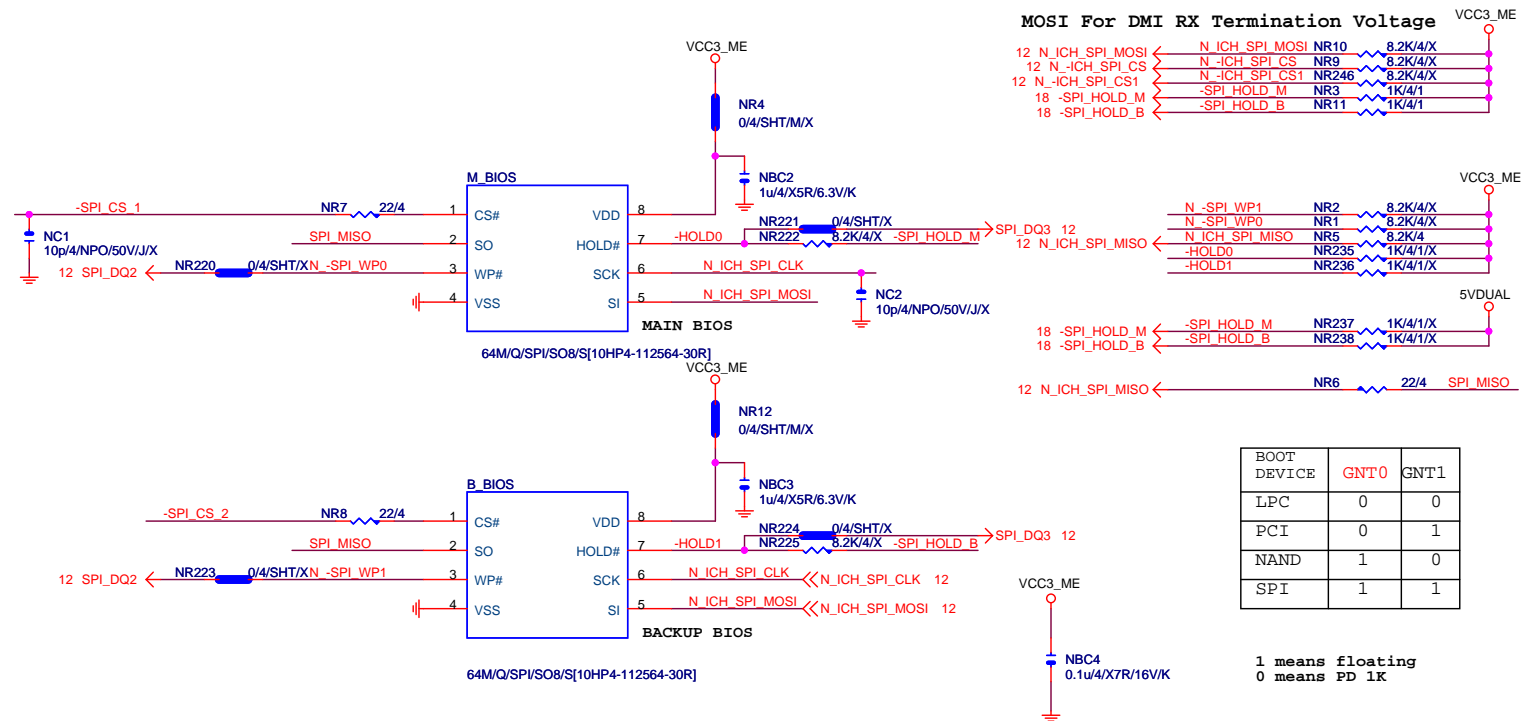 MOSI For DMI RX Termination Voltage
VCC3_ME
12 N_ICH_SPI_MOSI N_ICH_SPI_MOSI NR10 8.2K/4/X
12 N_-ICH_SPI_CS N_-ICH_SPI_CS NR9 8.2K/4/X
12 N_-ICH_SPI_CS1 N_-ICH_SPI_CS1 NR246 8.2K/4/X
18 -SPI_HOLD_M -SPI_HOLD_M NR3 1K/4/1
18 -SPI_HOLD_B -SPI_HOLD_B NR11 1K/4/1
VCC3_ME
NR4
0/4/SHT/M/X
NBC2
1u/4/X5R/6.3V/K
M_BIOS
-SPI_CS_1 NR7 22/4 1 CS# VDD 8
NC1
10p/4/NPO/50V/J/X
SPI_MISO 2 SO HOLD# 7 -HOLD0
NR221 0/4/SHT/X SPI_DQ3 12
NR222 8.2K/4/X -SPI_HOLD_M
12 SPI_DQ2 NR220 0/4/SHT/X N_-SPI_WP0 3 WP# SCK 6 N_ICH_SPI_CLK
4 VSS SI 5 N_ICH_SPI_MOSI
NC2
10p/4/NPO/50V/J/X
MAIN BIOS
64M/Q/SPI/SO8/S[10HP4-112564-30R]
VCC3_ME
N_-SPI_WP1 NR2 8.2K/4/X
N_-SPI_WP0 NR1 8.2K/4/X
12 N_ICH_SPI_MISO N_ICH_SPI_MISO NR5 8.2K/4
-HOLD0 NR235 1K/4/1/X
-HOLD1 NR236 1K/4/1/X
5VDUAL
18 -SPI_HOLD_M -SPI_HOLD_M NR237 1K/4/1/X
18 -SPI_HOLD_B -SPI_HOLD_B NR238 1K/4/1/X
12 N_ICH_SPI_MISO NR6 22/4 SPI_MISO
VCC3_ME
NR12
0/4/SHT/M/X
NBC3
1u/4/X5R/6.3V/K
B_BIOS
-SPI_CS_2 NR8 22/4 1 CS# VDD 8
SPI_MISO 2 SO HOLD# 7 -HOLD1
NR224 0/4/SHT/X SPI_DQ3 12
NR225 8.2K/4/X -SPI_HOLD_B
12 SPI_DQ2 NR223 0/4/SHT/X N_-SPI_WP1 3 WP# SCK 6 N_ICH_SPI_CLK N_ICH_SPI_CLK 12
4 VSS SI 5 N_ICH_SPI_MOSI N_ICH_SPI_MOSI 12
BACKUP BIOS
64M/Q/SPI/SO8/S[10HP4-112564-30R]
VCC3_ME
NBC4
0.1u/4/X7R/16V/K
BOOT DEVICE GNT0 GNT1
LPC 0 0
PCI 0 1
NAND 1 0
SPI 1 1
1 means floating
0 means PD 1K